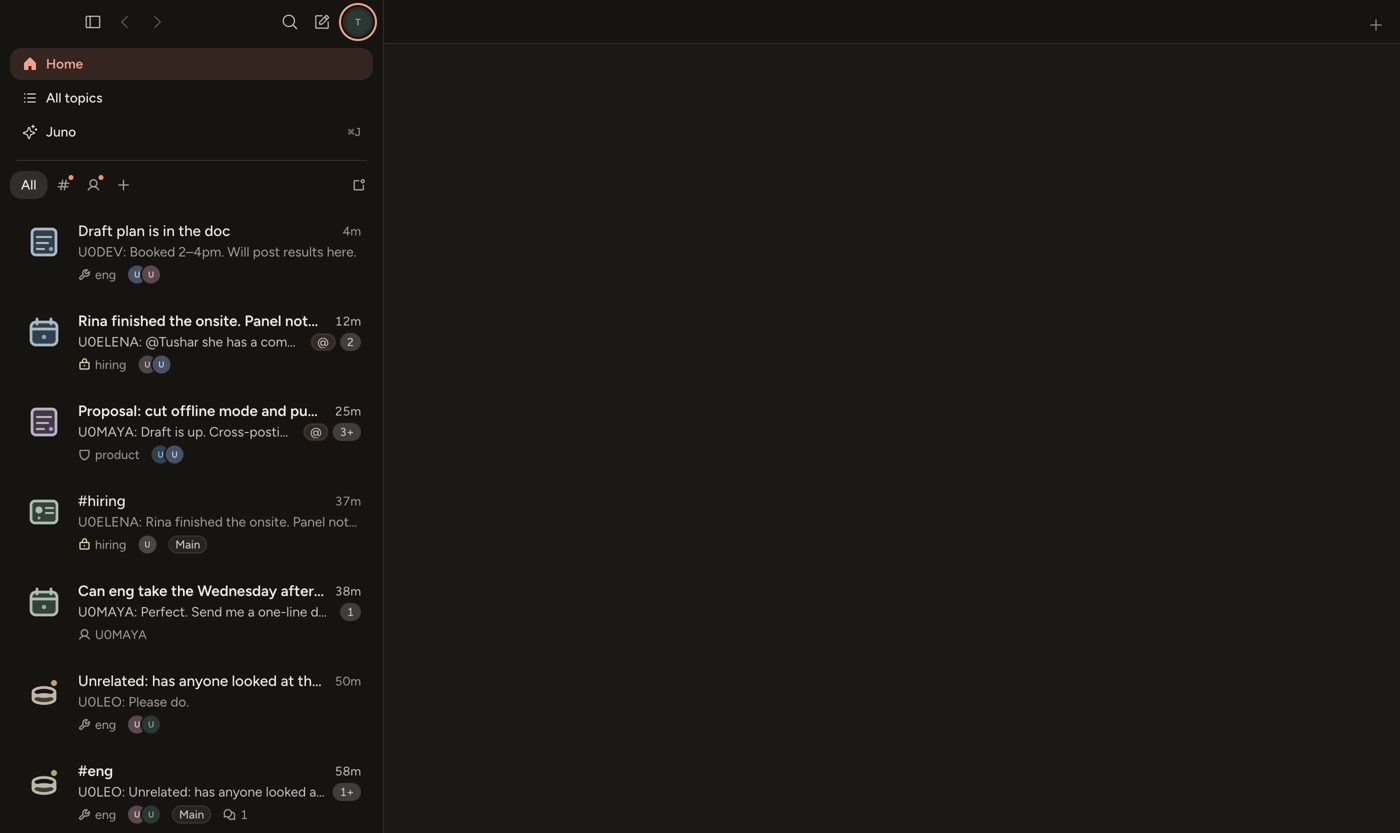 T
Home
All topics
Juno ⌘J
All
Draft plan is in the doc 4m
U0DEV: Booked 2–4pm. Will post results here.
eng U U
Rina finished the onsite. Panel not... 12m
U0ELENA: @Tushar she has a com... @ 2
hiring U U
Proposal: cut offline mode and pu... 25m
U0MAYA: Draft is up. Cross-posti... @ 3+
product U U
#hiring 37m
U0ELENA: Rina finished the onsite. Panel not...
hiring U Main
Can eng take the Wednesday after... 38m
U0MAYA: Perfect. Send me a one-line d... 1
U0MAYA
Unrelated: has anyone looked at th... 50m
U0LEO: Please do.
eng U U
#eng 58m
U0LEO: Unrelated: has anyone looked a... 1+
eng U U Main 1